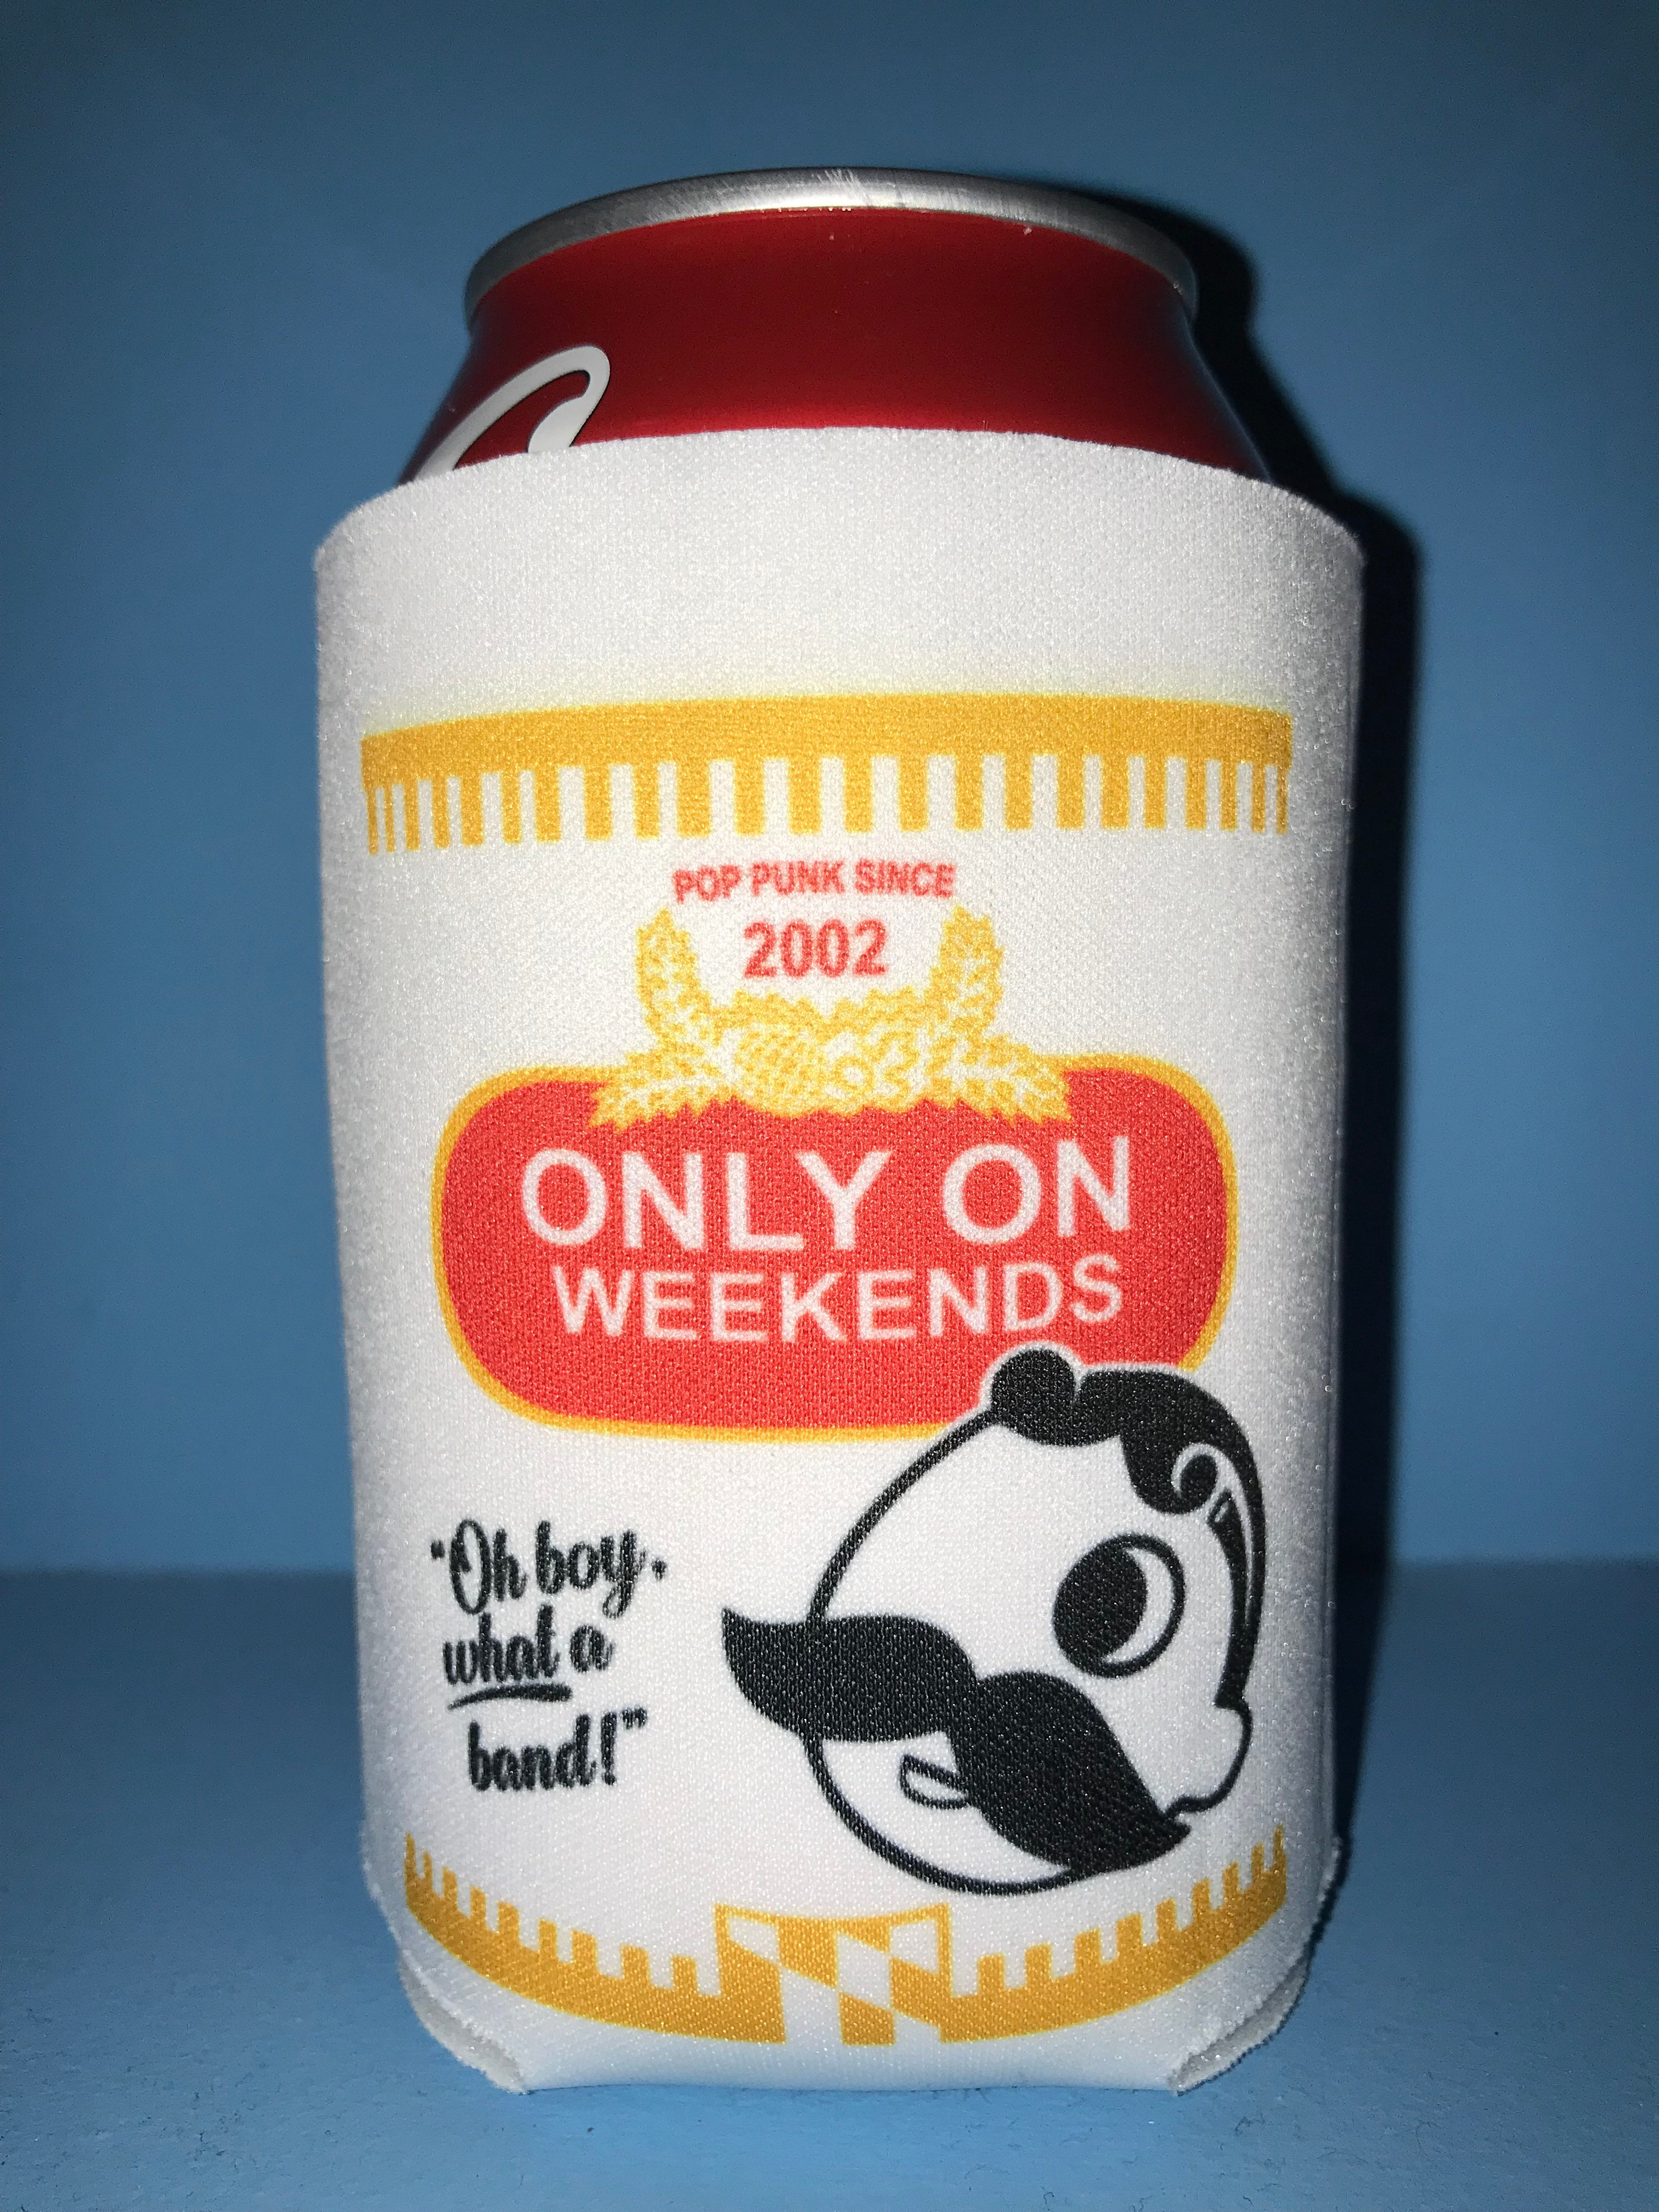 POP PUNK SINCE
2002
ONLY ON
WEEKENDS
"Oh boy,
what a
band!"